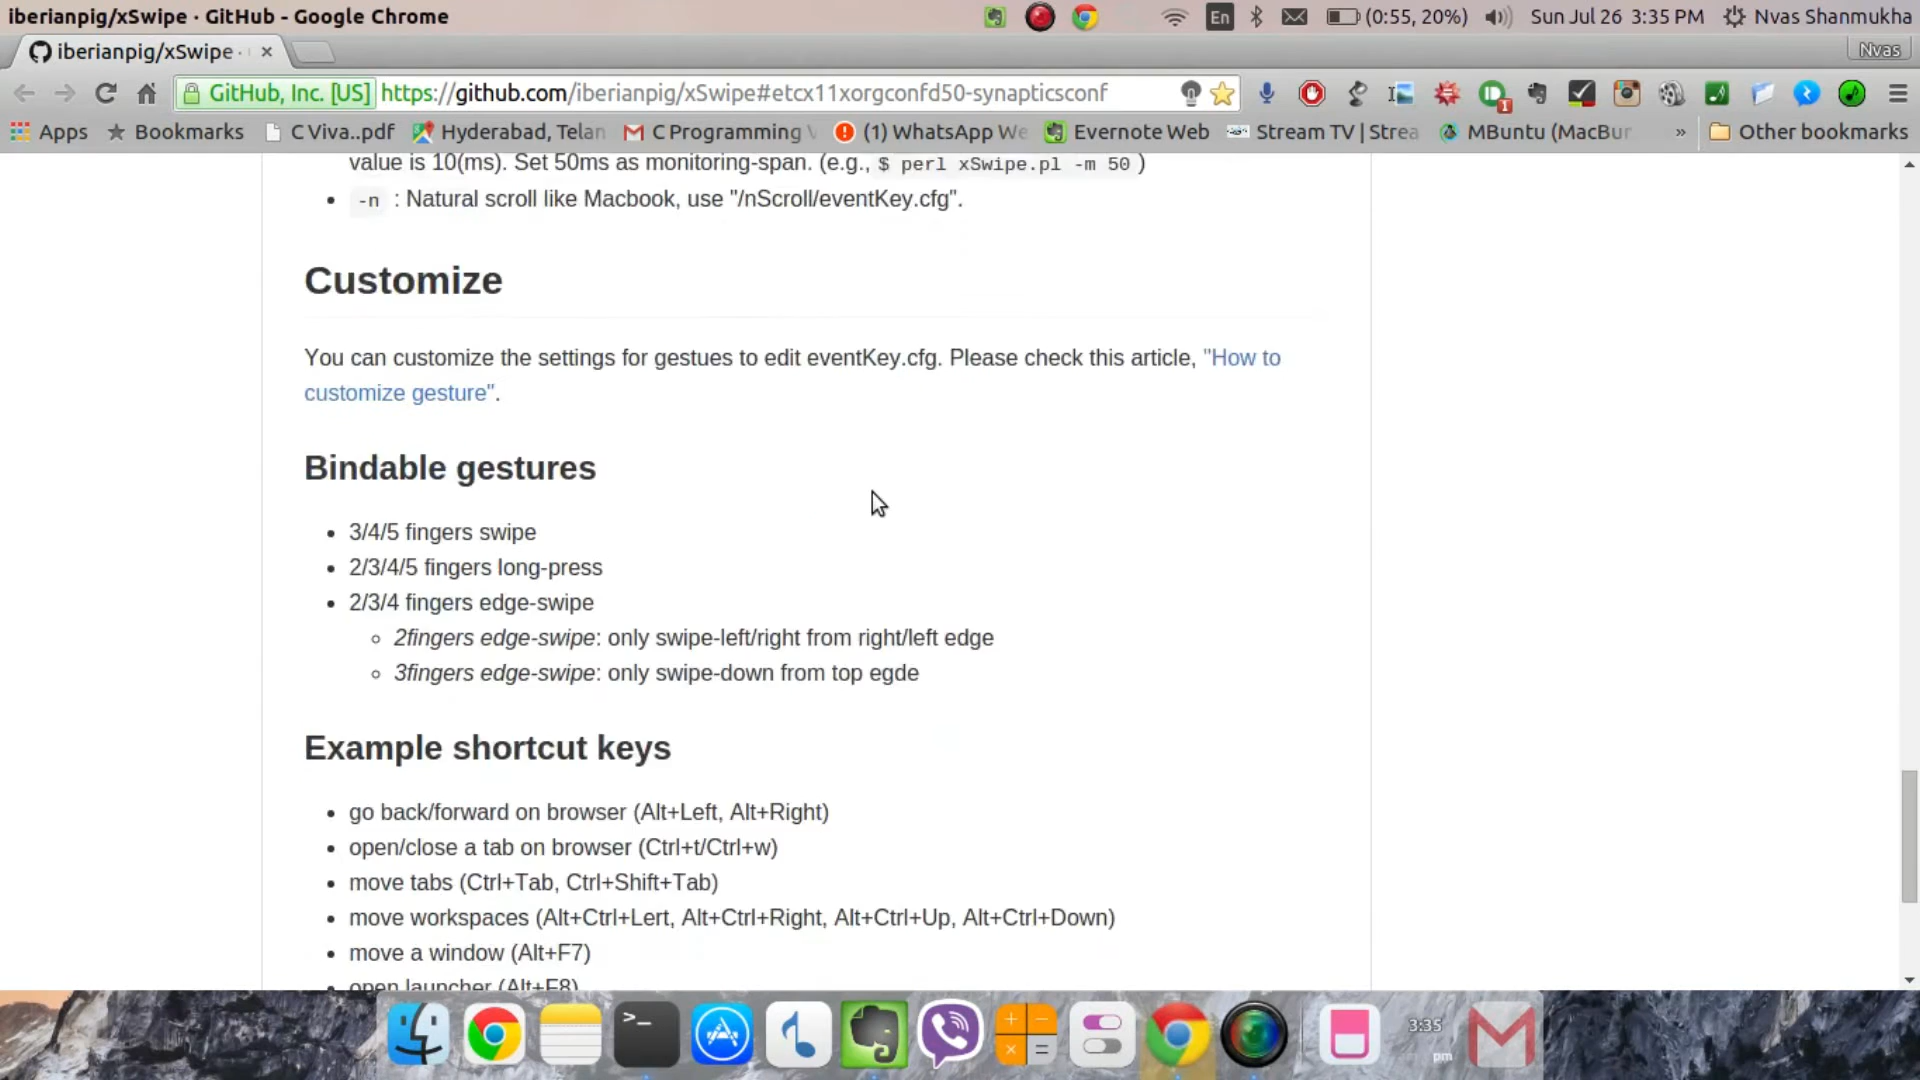 iberianpig/xSwipe · GitHub - Google Chrome
En
(0:55, 20%)
Sun Jul 26 3:35 PM
Nvas Shanmukha
iberianpig/xSwipe ·
Nvas
GitHub, Inc. [US] https://github.com/iberianpig/xSwipe#etcx11xorgconfd50-synapticsconf
1
Apps
Bookmarks
C Viva..pdf
Hyderabad, Telan
C Programming
(1) WhatsApp We
Evernote Web
Stream TV | Strea
MBuntu (MacBur
»
Other bookmarks
value is 10(ms). Set 50ms as monitoring-span. (e.g., $ perl xSwipe.pl -m 50 )
• -n : Natural scroll like Macbook, use "/nScroll/eventKey.cfg".
Customize
You can customize the settings for gestues to edit eventKey.cfg. Please check this article, "How to
customize gesture".
Bindable gestures
• 3/4/5 fingers swipe
• 2/3/4/5 fingers long-press
• 2/3/4 fingers edge-swipe
◦ 2fingers edge-swipe: only swipe-left/right from right/left edge
◦ 3fingers edge-swipe: only swipe-down from top egde
Example shortcut keys
• go back/forward on browser (Alt+Left, Alt+Right)
• open/close a tab on browser (Ctrl+t/Ctrl+w)
• move tabs (Ctrl+Tab, Ctrl+Shift+Tab)
• move workspaces (Alt+Ctrl+Lert, Alt+Ctrl+Right, Alt+Ctrl+Up, Alt+Ctrl+Down)
• move a window (Alt+F7)
• open launcher (Alt+F8)
3:35
pm